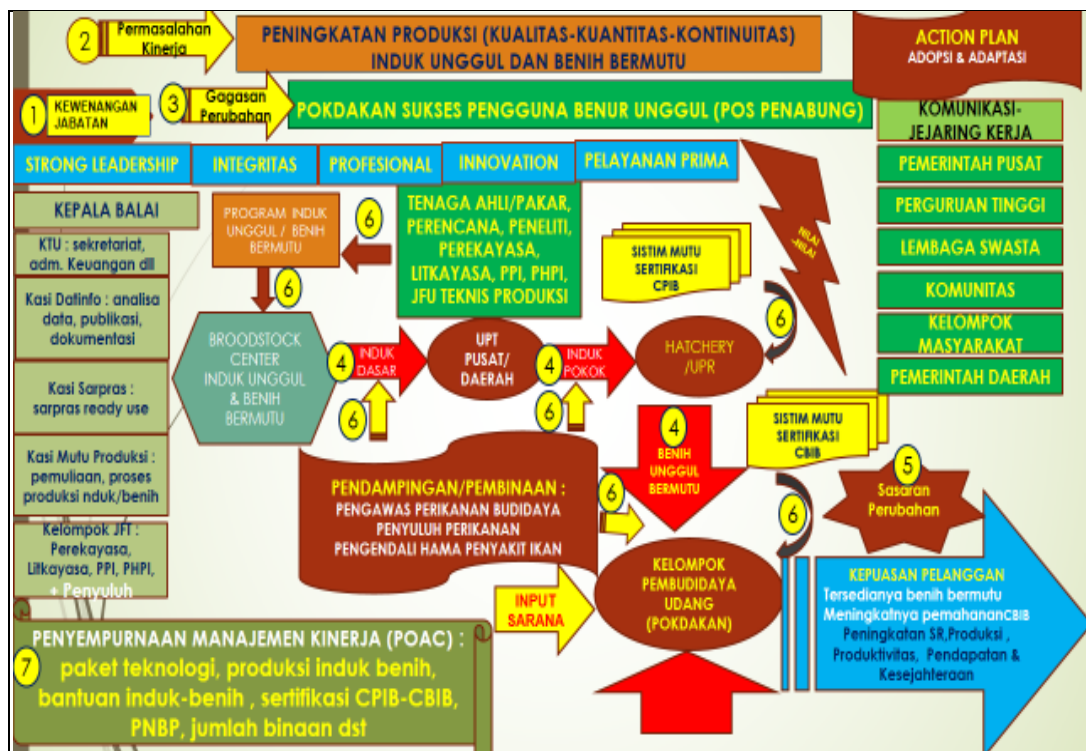 2
Permasalahan
Kinerja
PENINGKATAN PRODUKSI (KUALITAS-KUANTITAS-KONTINUITAS)
INDUK UNGGUL DAN BENIH BERMUTU
ACTION PLAN
ADOPSI & ADAPTASI
1
KEWENANGAN
JABATAN
3
Gagasan
Perubahan
POKDAKAN SUKSES PENGGUNA BENUR UNGGUL (POS PENABUNG)
KOMUNIKASI-
JEJARING KERJA
STRONG LEADERSHIP
INTEGRITAS
PROFESIONAL
INNOVATION
PELAYANAN PRIMA
PEMERINTAH PUSAT
PERGURUAN TINGGI
LEMBAGA SWASTA
KOMUNITAS
KELOMPOK
MASYARAKAT
PEMERINTAH DAERAH
NILAI
-NILAI
KEPALA BALAI
KTU : sekretariat,
adm. Keuangan dll
Kasi Datinfo : analisa
data, publikasi,
dokumentasi
Kasi Sarpras :
sarpras ready use
Kasi Mutu Produksi :
pemuliaan, proses
produksi nduk/benih
Kelompok JFT :
Perekayasa,
Litkayasa, PPI, PHPI,
+ Penyuluh
PROGRAM INDUK
UNGGUL / BENIH
BERMUTU
6
TENAGA AHLI/PAKAR,
PERENCANA, PENELITI,
PEREKAYASA,
LITKAYASA, PPI, PHPI,
JFU TEKNIS PRODUKSI
SISTIM MUTU
SERTIFIKASI
CPIB
6
6
BROODSTOCK
CENTER
INDUK UNGGUL
& BENIH
BERMUTU
4
INDUK
DASAR
6
UPT
PUSAT/
DAERAH
4
INDUK
POKOK
6
HATCHERY
/UPR
4
BENIH
UNGGUL
BERMUTU
SISTIM MUTU
SERTIFIKASI
CBIB
6
5
Sasaran
Perubahan
PENDAMPINGAN/PEMBINAAN :
PENGAWAS PERIKANAN BUDIDAYA
PENYULUH PERIKANAN
PENGENDALI HAMA PENYAKIT IKAN
6
KELOMPOK
PEMBUDIDAYA
UDANG
(POKDAKAN)
INPUT
SARANA
KEPUASAN PELANGGAN
Tersedianya benih bermutu
Meningkatnya pemahananCBIB
Peningkatan SR,Produksi ,
Produktivitas, Pendapatan &
Kesejahteraan
7
PENYEMPURNAAN MANAJEMEN KINERJA (POAC) :
paket teknologi, produksi induk benih,
bantuan induk-benih , sertifikasi CPIB-CBIB,
PNBP, jumlah binaan dst